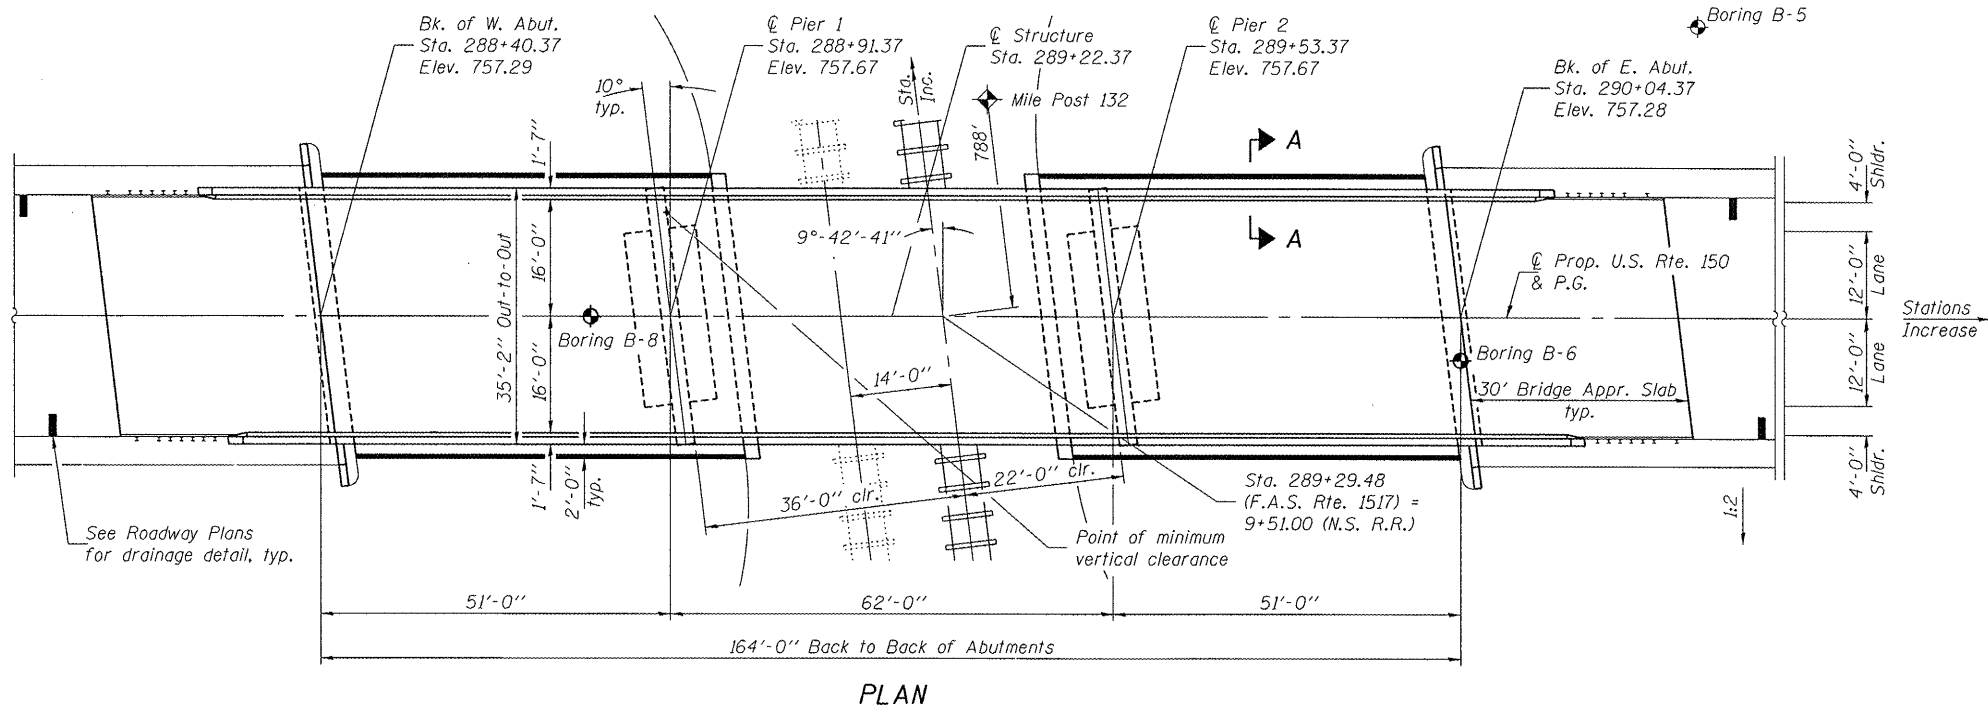 Boring B-5
Bk. of W. Abut.
Sta. 288+40.37
Elev. 757.29
℄ Pier 1
Sta. 288+91.37
Elev. 757.67
℄ Structure
Sta. 289+22.37
℄ Pier 2
Sta. 289+53.37
Elev. 757.67
Bk. of E. Abut.
Sta. 290+04.37
Elev. 757.28
10°
typ.
Sta.
Inc.
Mile Post 132
788'
1'-7"
A
A
4'-0"
Shldr.
9°-42'-41"
35'-2" Out-to-Out
16'-0"
16'-0"
℄ Prop. U.S. Rte. 150
& P.G.
12'-0"
Lane
12'-0"
Lane
Stations
Increase
Boring B-8
Boring B-6
14'-0"
30' Bridge Appr. Slab
typ.
1'-7"
2'-0"
typ.
36'-0" clr.
22'-0" clr.
Sta. 289+29.48
(F.A.S. Rte. 1517) =
9+51.00 (N.S. R.R.)
4'-0"
Shldr.
1:2
See Roadway Plans
for drainage detail, typ.
Point of minimum
vertical clearance
51'-0"
62'-0"
51'-0"
164'-0" Back to Back of Abutments
PLAN